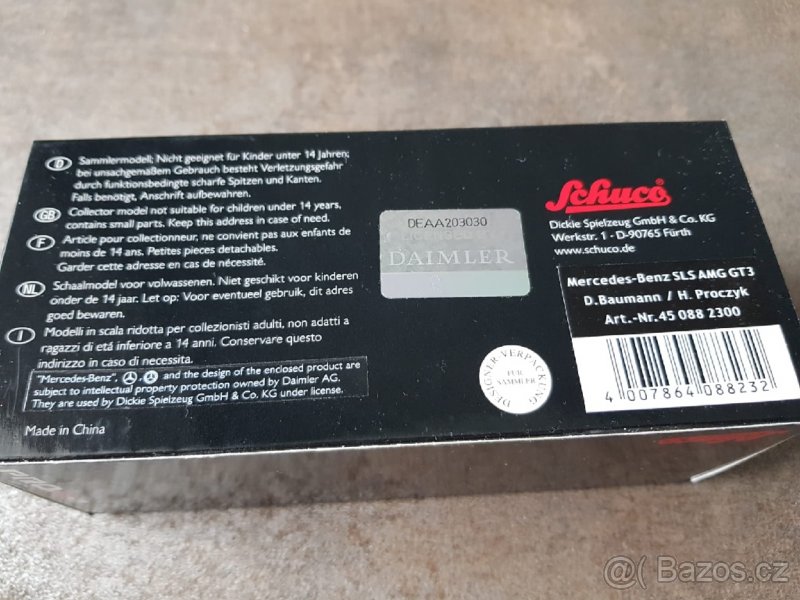 D Sammlermodell; Nicht geeignet für Kinder unter 14 Jahren;
bei unsachgemäßem Gebrauch besteht Verletzungsgefahr
durch funktionsbedingte scharfe Spitzen und Kanten.
Falls benötigt, Anschrift aufbewahren.
GB Collector model not suitable for children under 14 years,
contains small parts. Keep this address in case of need.
F Article pour collectionneur, ne convient pas aux enfants de
moins de 14 ans. Petites pieces detachables.
Garder cette adresse en cas de nécessité.
NL Schaalmodel voor volwassenen. Niet geschikt voor kinderen
onder de 14 jaar. Let op: Voor eventueel gebruik, dit adres
goed bewaren.
I Modelli in scala ridotta per collezionisti adulti, non adatti a
ragazzi di etá inferiore a 14 anni. Conservare questo
indirizzo in caso di necessita.
"Mercedes-Benz", , and the design of the enclosed product are
subject to intellectual property protection owned by Daimler AG.
They are used by Dickie Spielzeug GmbH & Co. KG under license.
Made in China
DEAA203030
DAIMLER
DESIGNER VERPACKUNG
FÜR
SAMMLER
Schuco®
Dickie Spielzeug GmbH & Co. KG
Werkstr. 1 · D-90765 Fürth
www.schuco.de
Mercedes-Benz SLS AMG GT3
D.Baumann / H. Proczyk
Art.-Nr.45 088 2300
4 007864 088232
Bazos.cz